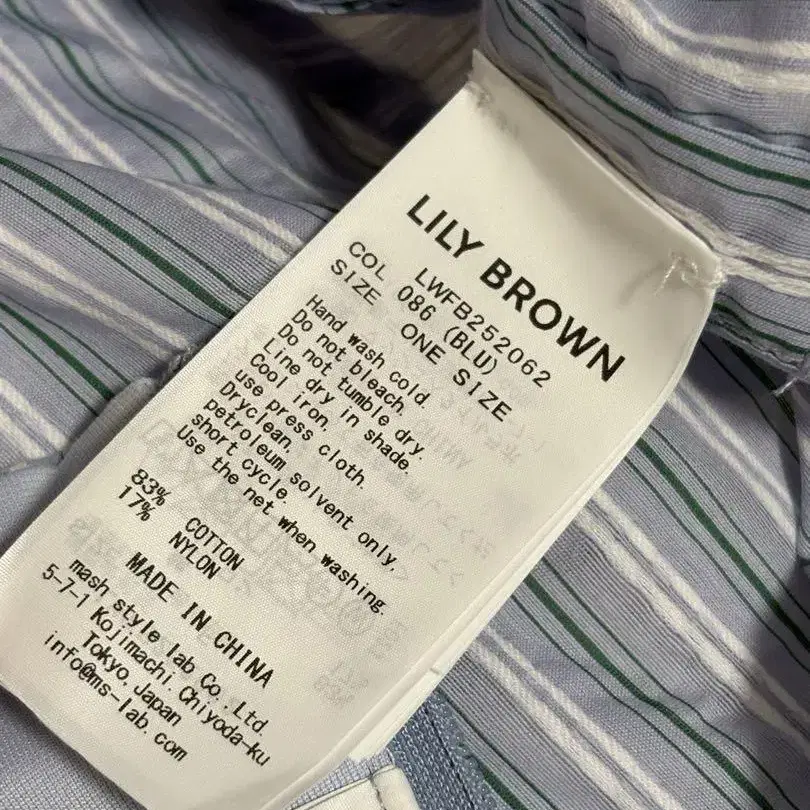 LILY BROWN
LWFB252062
COL 086 (BLU)
SIZE ONE SIZE
Hand wash cold.
Do not bleach.
Do not tumble dry.
Line dry in shade.
Cool iron.
use press cloth.
Dryclean.
petroleum solvent only.
short cycle.
Use the net when washing.
83% COTTON
17% NYLON
MADE IN CHINA
mash style lab Co., Ltd.
5-7-1 Kojimachi. Chiyoda-ku
Tokyo. Japan
info@ms-lab.com